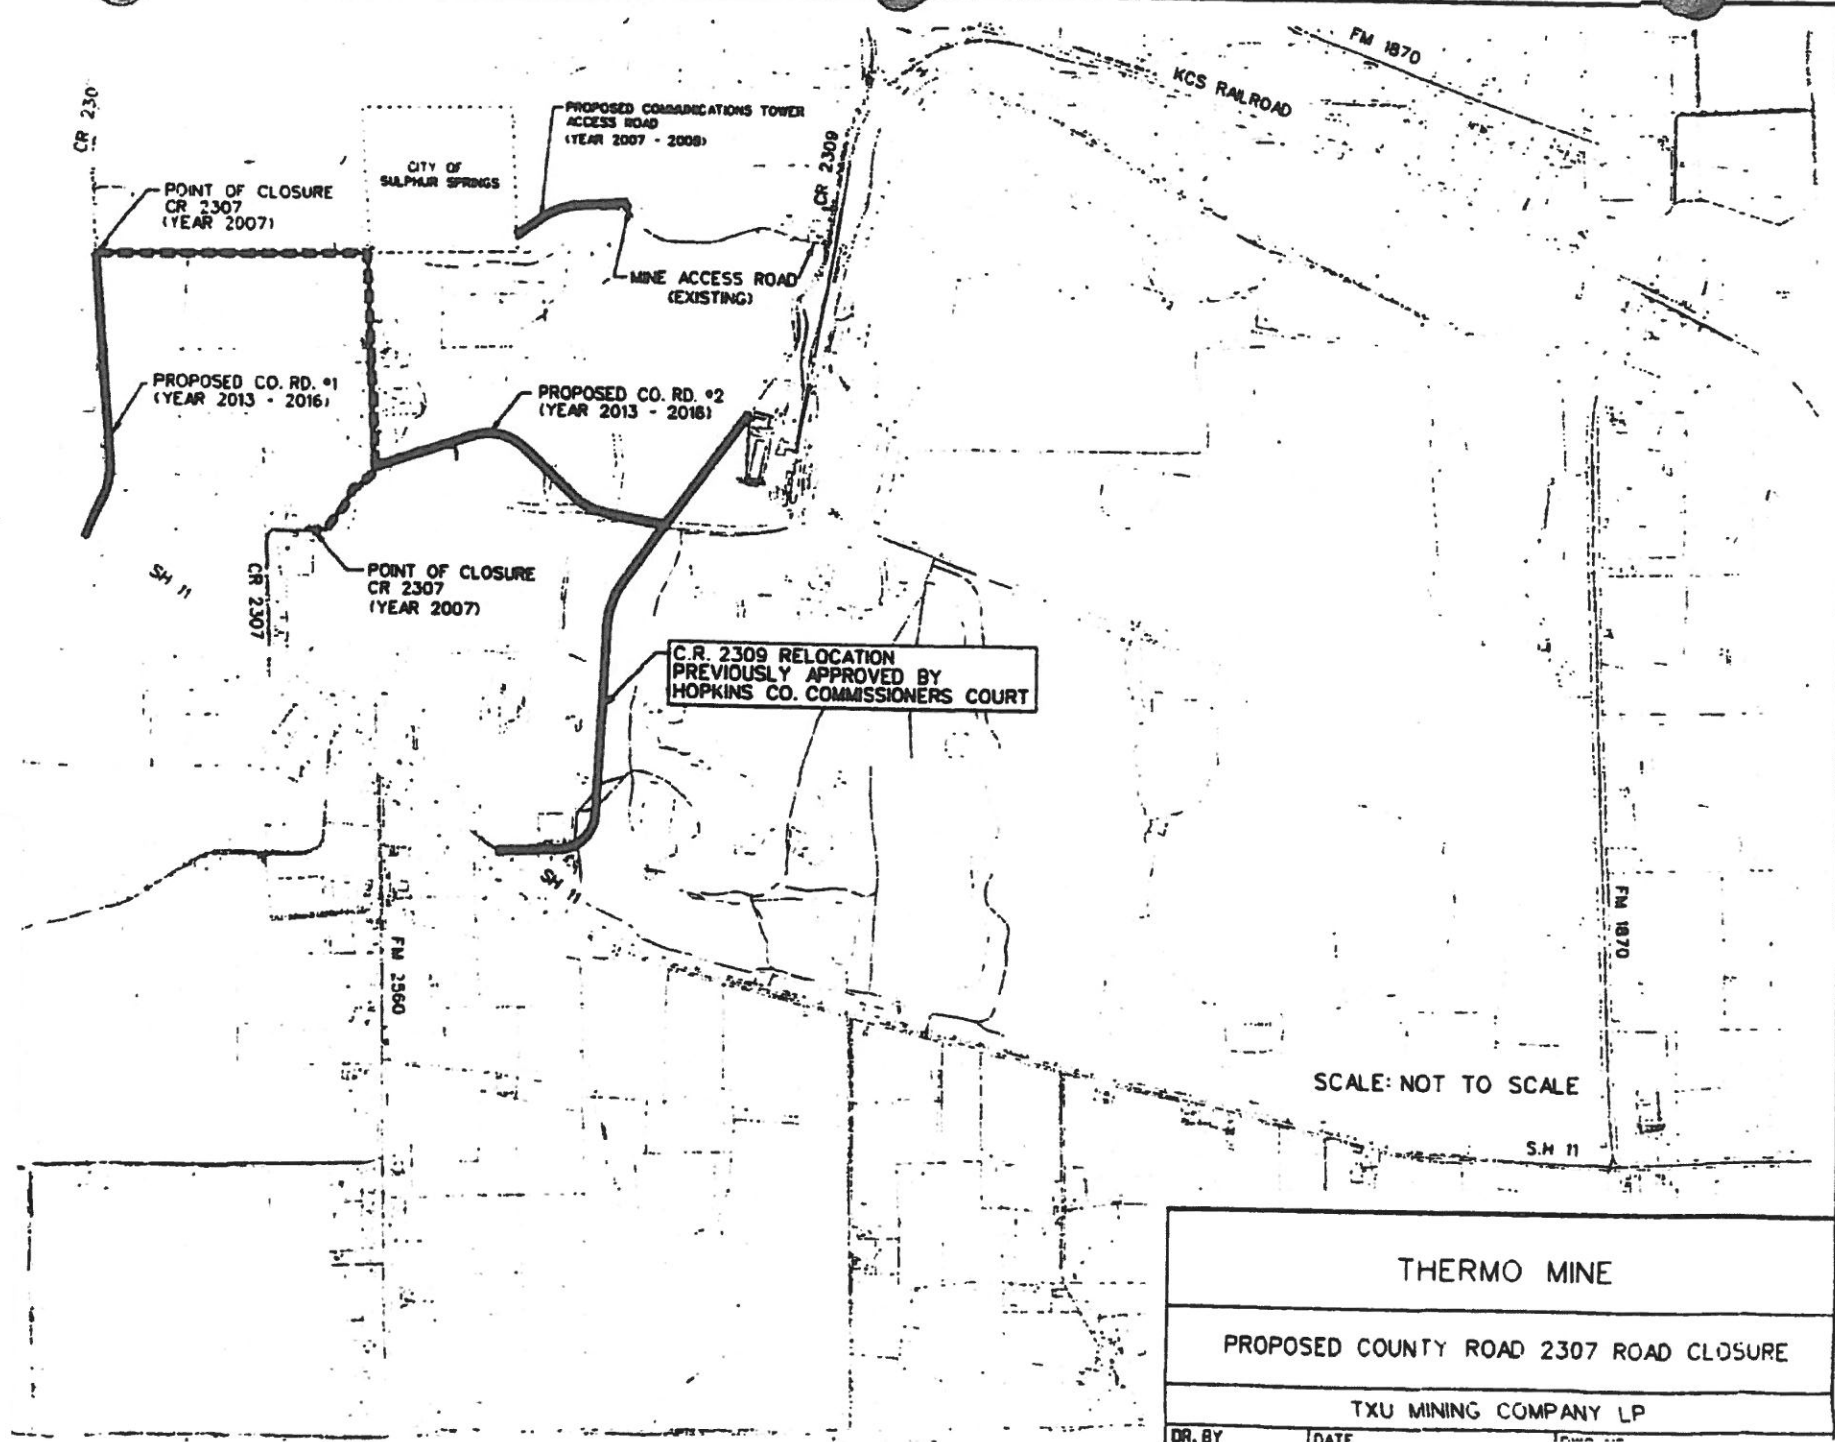 FM 1870
KCS RAILROAD
CR 230
PROPOSED COMMUNICATIONS TOWER
ACCESS ROAD
(YEAR 2007 - 2008)
CITY OF
SULPHUR SPRINGS
CR 2309
POINT OF CLOSURE
CR 2307
(YEAR 2007)
MINE ACCESS ROAD
(EXISTING)
PROPOSED CO. RD. #1
(YEAR 2013 - 2016)
PROPOSED CO. RD. #2
(YEAR 2013 - 2016)
SH 11
CR 2307
POINT OF CLOSURE
CR 2307
(YEAR 2007)
C.R. 2309 RELOCATION
PREVIOUSLY APPROVED BY
HOPKINS CO. COMMISSIONERS COURT
SH 11
FM 2560
FM 1870
SCALE: NOT TO SCALE
S.H 11
THERMO MINE
PROPOSED COUNTY ROAD 2307 ROAD CLOSURE
TXU MINING COMPANY LP
DR. BY
DATE